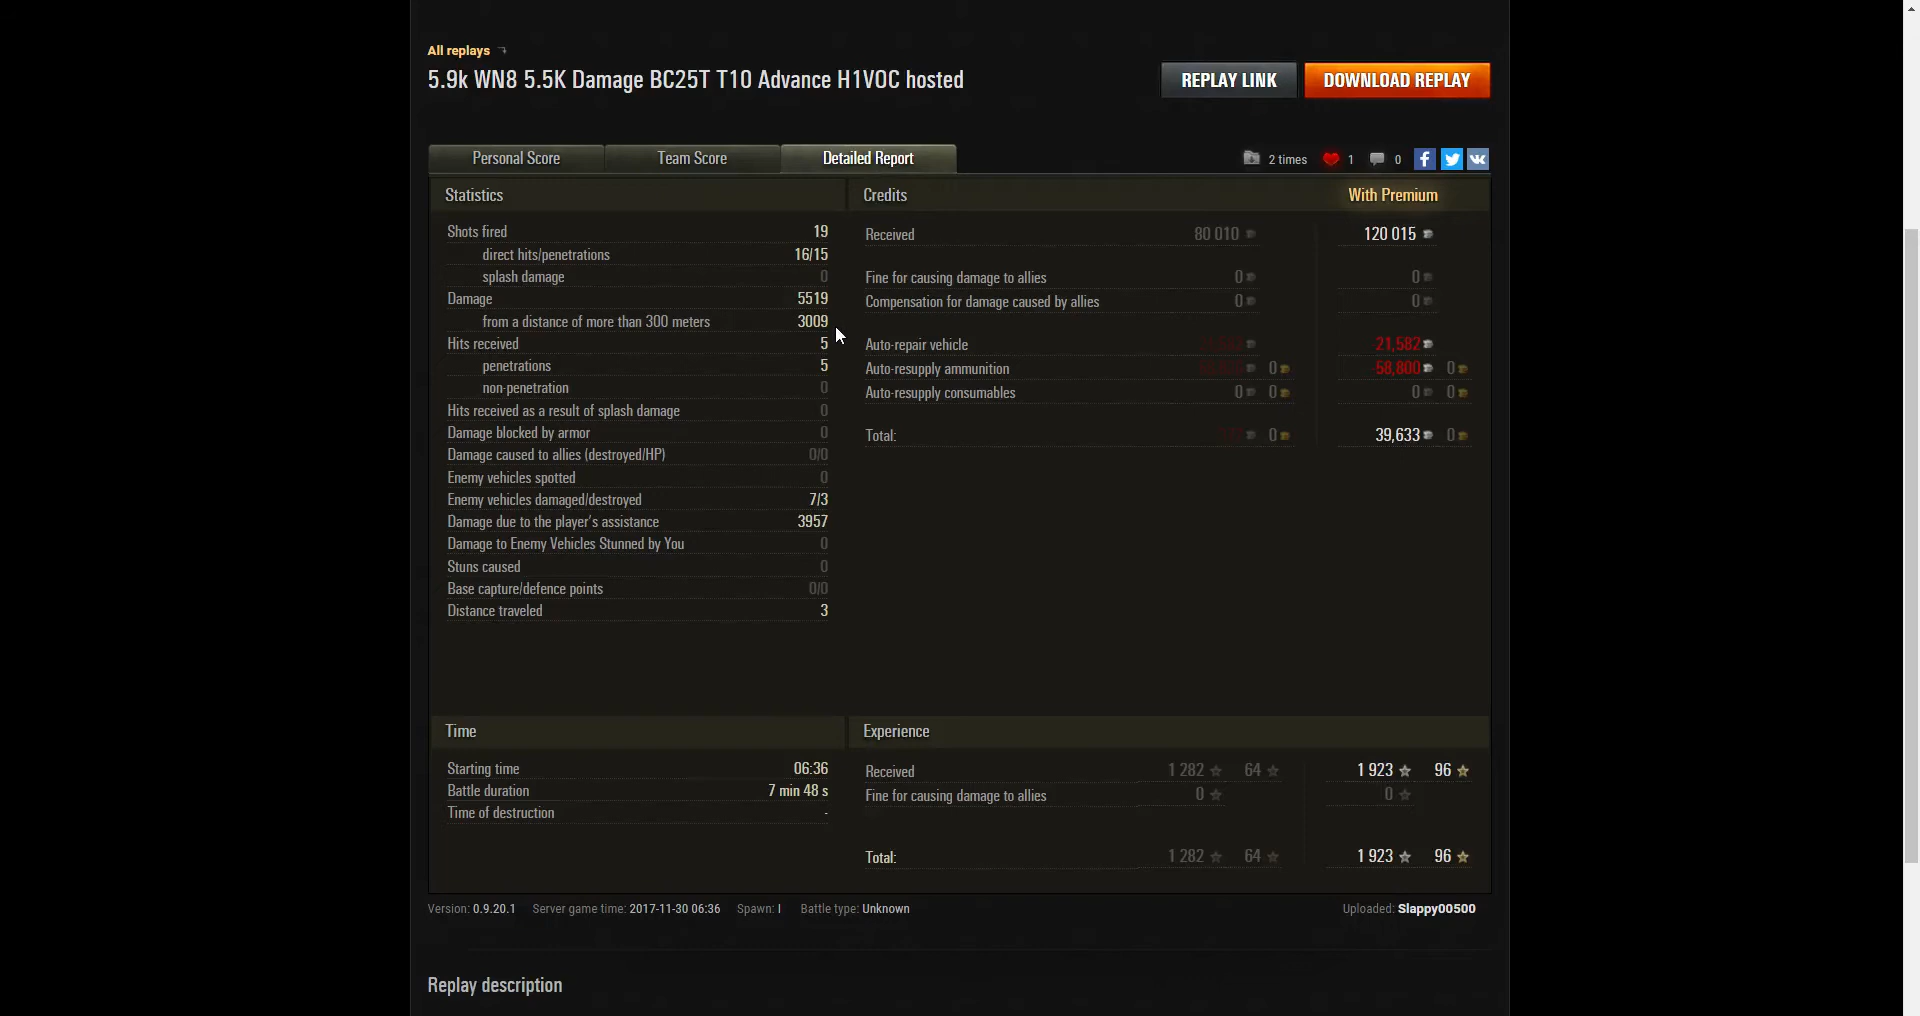 All replays
5.9k WN8 5.5K Damage BC25T T10 Advance H1VOC hosted
REPLAY LINK
DOWNLOAD REPLAY
Personal Score
Team Score
Detailed Report
2 times
1
0
Statistics
Shots fired 19
direct hits/penetrations 16/15
splash damage 0
Damage 5519
from a distance of more than 300 meters 3009
Hits received 5
penetrations 5
non-penetration 0
Hits received as a result of splash damage 0
Damage blocked by armor 0
Damage caused to allies (destroyed/HP) 0/0
Enemy vehicles spotted 0
Enemy vehicles damaged/destroyed 7/3
Damage due to the player's assistance 3957
Damage to Enemy Vehicles Stunned by You 0
Stuns caused 0
Base capture/defence points 0/0
Distance traveled 3
Credits With Premium
Received 80 010 120 015
Fine for causing damage to allies 0 0
Compensation for damage caused by allies 0 0
Auto-repair vehicle 21,582
Auto-resupply ammunition 0 -58,800 0
Auto-resupply consumables 0 0 0 0
Total: 0 39,633 0
Time
Starting time 06:36
Battle duration 7 min 48 s
Time of destruction -
Experience
Received 1 282 64 1 923 96
Fine for causing damage to allies 0 0
Total: 1 282 64 1 923 96
Version: 0.9.20.1 Server game time: 2017-11-30 06:36 Spawn: I Battle type: Unknown
Uploaded: Slappy00500
Replay description